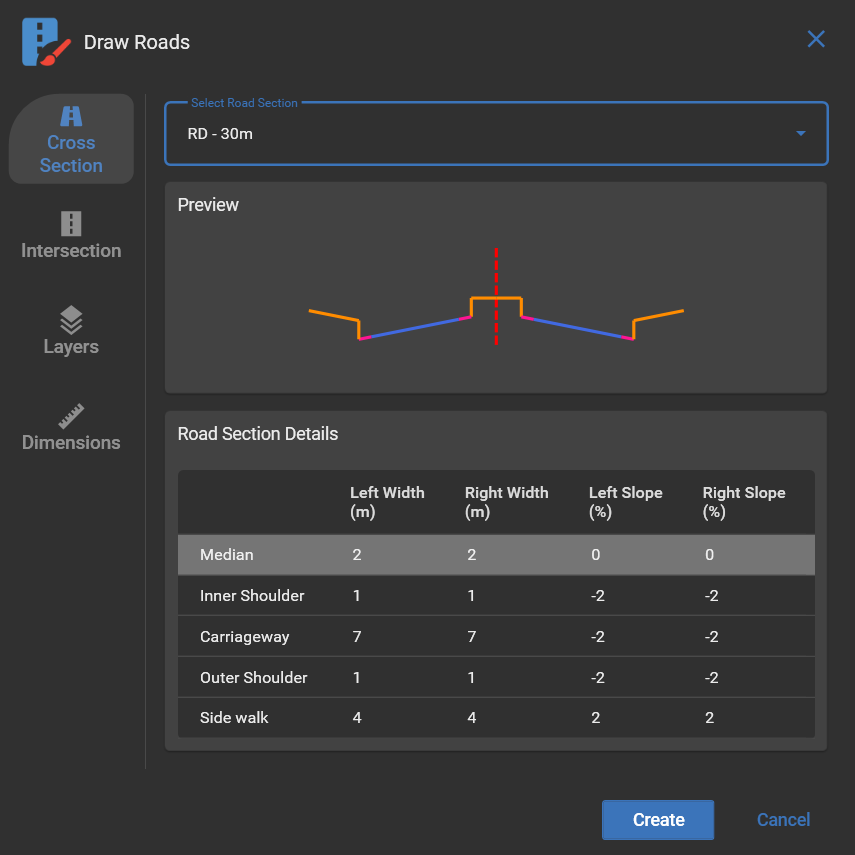 Draw Roads
Cross
Section
Intersection
Layers
Dimensions
Select Road Section
RD - 30m
Preview
Road Section Details
Left Width (m) Right Width (m) Left Slope (%) Right Slope (%)
Median 2 2 0 0
Inner Shoulder 1 1 -2 -2
Carriageway 7 7 -2 -2
Outer Shoulder 1 1 -2 -2
Side walk 4 4 2 2
Create Cancel